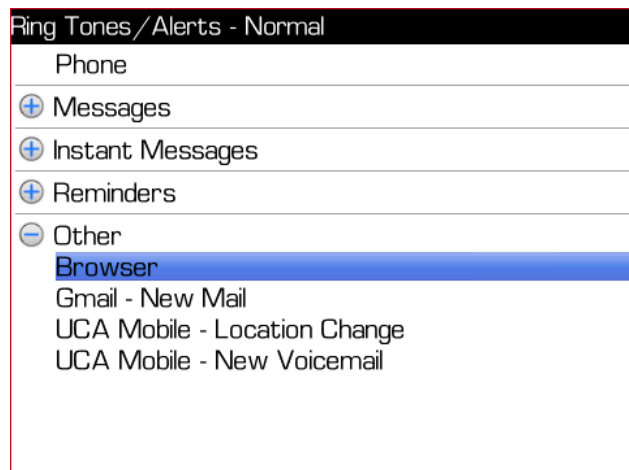 Ring Tones/Alerts - Normal
Phone
Messages
Instant Messages
Reminders
Other
Browser
Gmail - New Mail
UCA Mobile - Location Change
UCA Mobile - New Voicemail